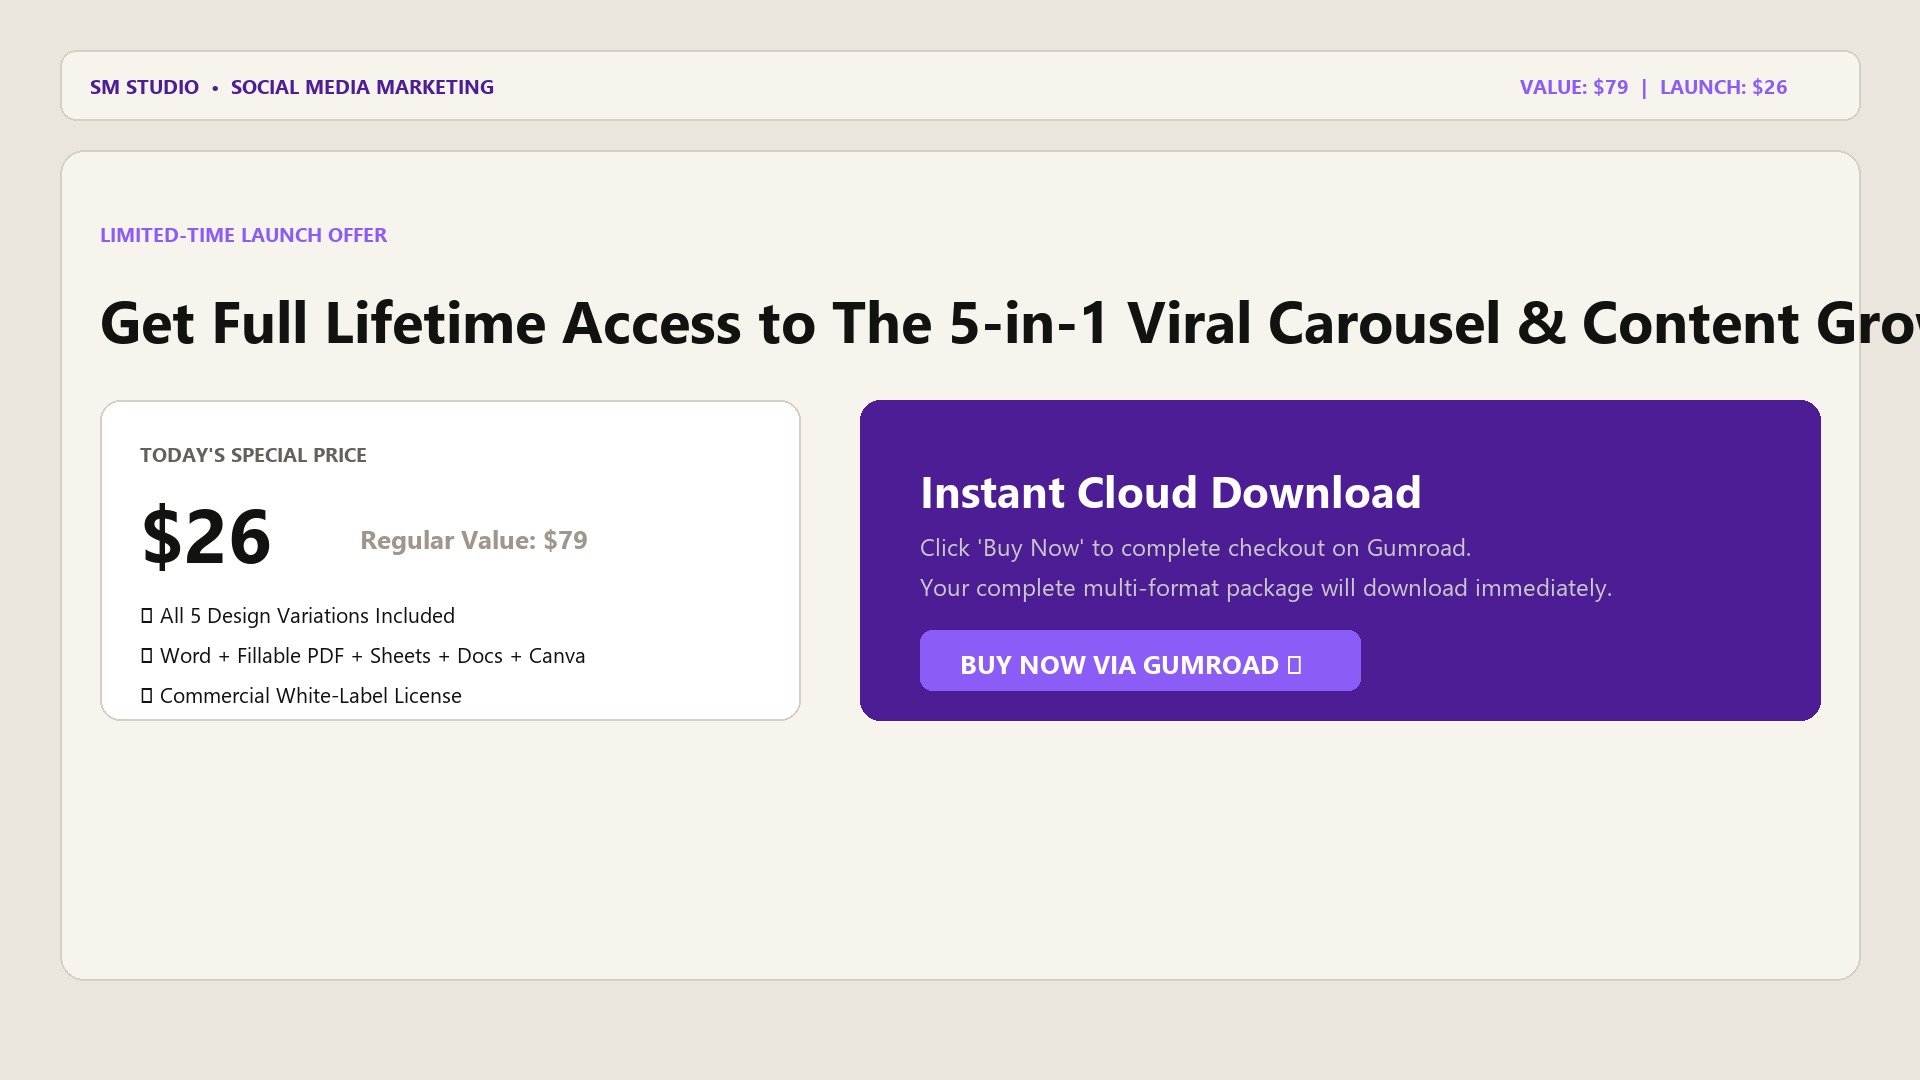 SM STUDIO • SOCIAL MEDIA MARKETING
VALUE: $79 | LAUNCH: $26
LIMITED-TIME LAUNCH OFFER
Get Full Lifetime Access to The 5-in-1 Viral Carousel & Content
TODAY'S SPECIAL PRICE
$26
Regular Value: $79
All 5 Design Variations Included
Word + Fillable PDF + Sheets + Docs + Canva
Commercial White-Label License
Instant Cloud Download
Click 'Buy Now' to complete checkout on Gumroad.
Your complete multi-format package will download immediately.
BUY NOW VIA GUMROAD